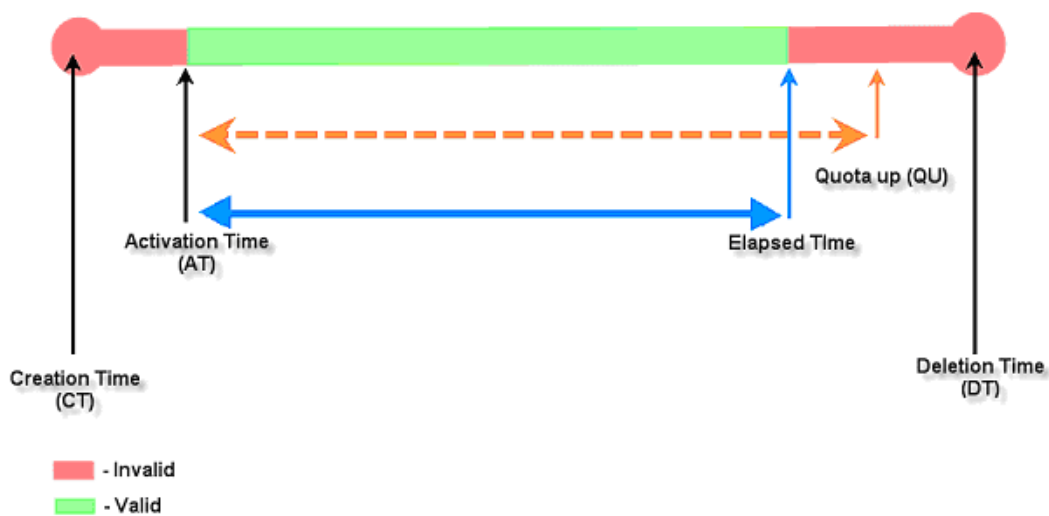 Quota up (QU)
Activation Time
(AT)
Elapsed TIme
Creation Time
(CT)
Deletion Time
(DT)
- Invalid
- Valid